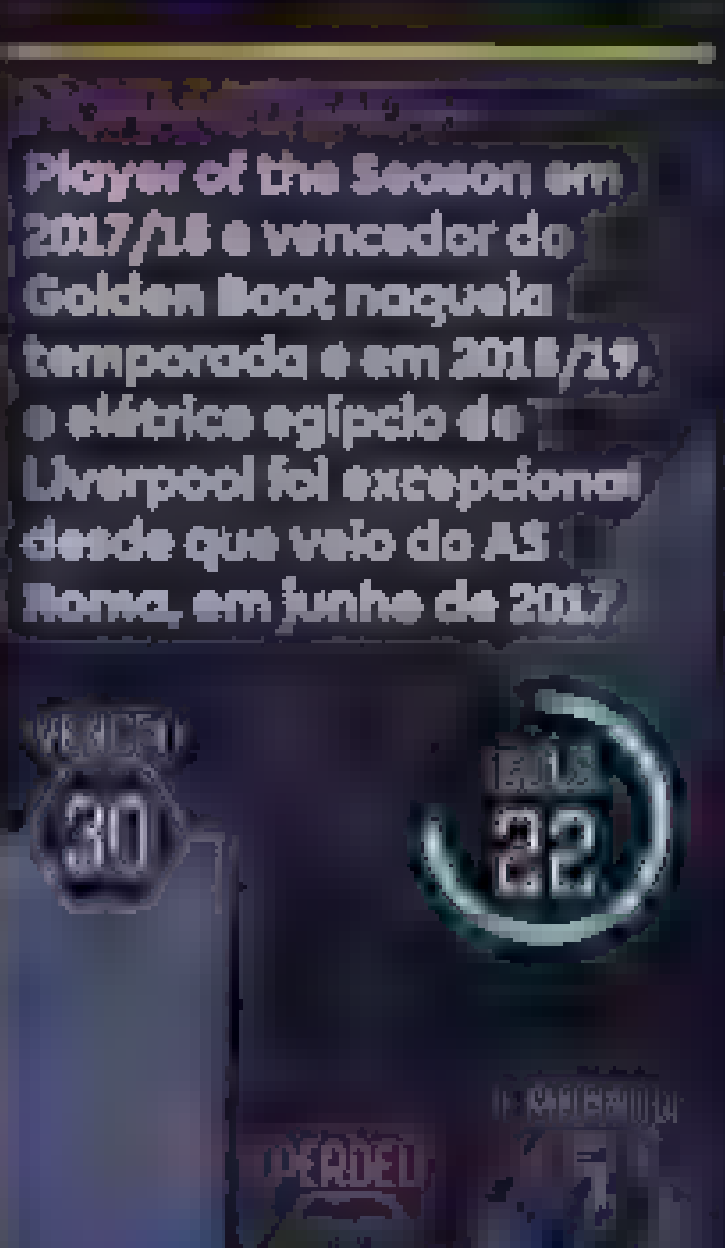 Player of the Season em
2017/18 e vencedor do
Golden Boot naquela
temporada e em 2018/19,
o elétrico egípcio do
Liverpool foi excepcional
desde que veio do AS
Roma, em junho de 2017
VENCEU
30
22
PERDEU